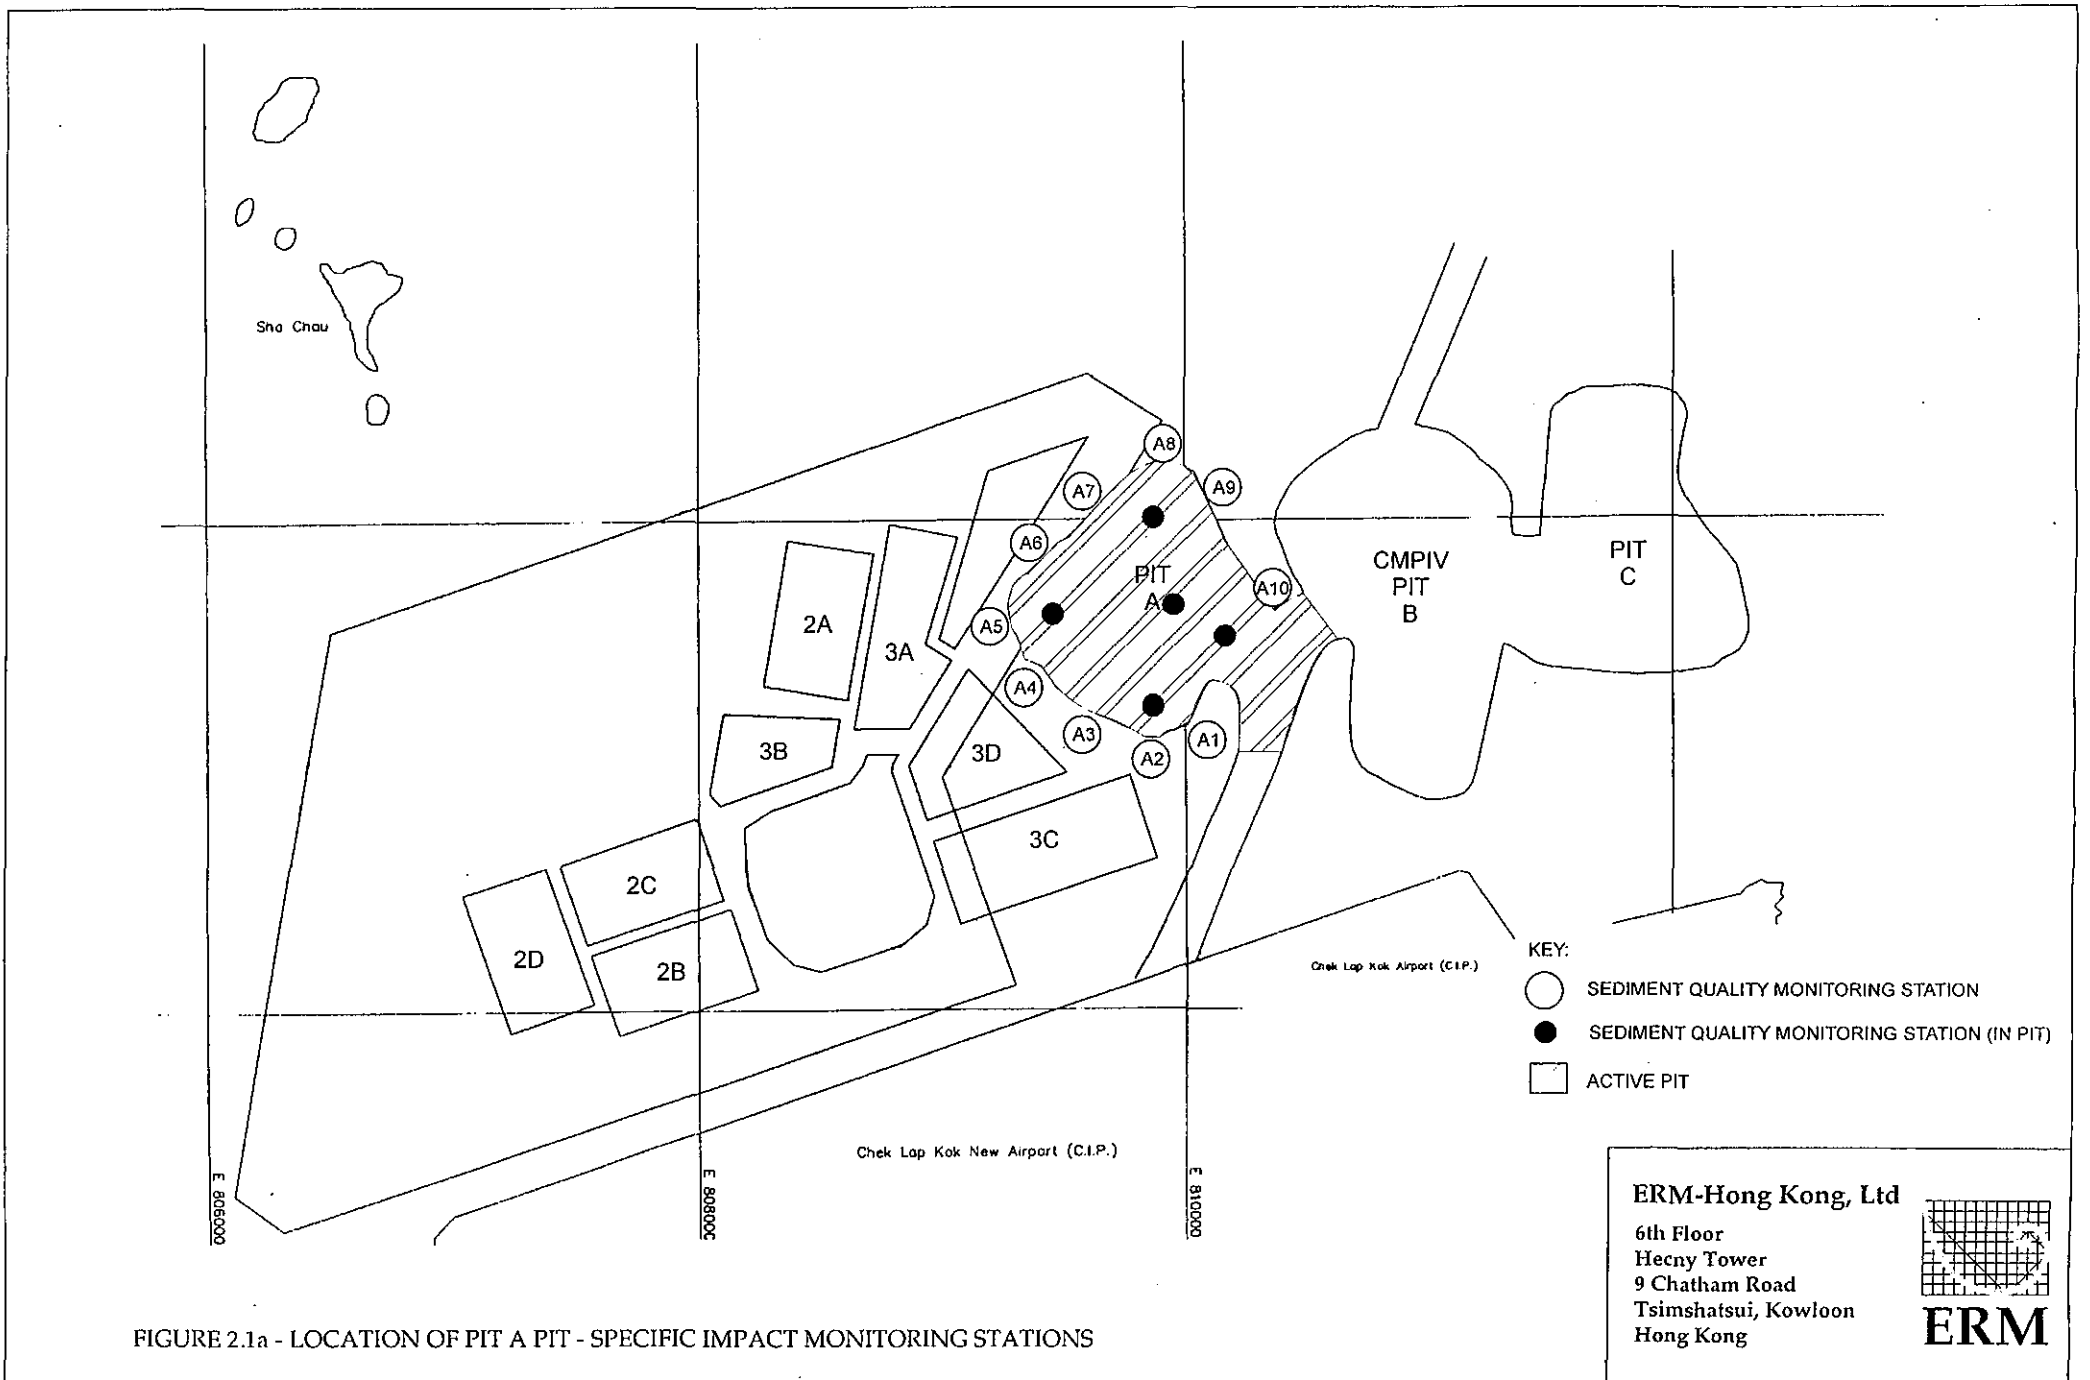 Sha Chau
A8
A7
A9
A6
PIT
A
A10
CMPIV
PIT
B
PIT
C
2A
A5
3A
A4
3B
3D
A3
A2
A1
3C
2C
2D
2B
Chek Lap Kok Airport (C.I.P.)
KEY:
SEDIMENT QUALITY MONITORING STATION
SEDIMENT QUALITY MONITORING STATION (IN PIT)
ACTIVE PIT
Chek Lap Kok New Airport (C.I.P.)
E 806000
E 808000
E 810000
ERM-Hong Kong, Ltd
6th Floor
Hecny Tower
9 Chatham Road
Tsimshatsui, Kowloon
Hong Kong
ERM
FIGURE 2.1a - LOCATION OF PIT A PIT - SPECIFIC IMPACT MONITORING STATIONS